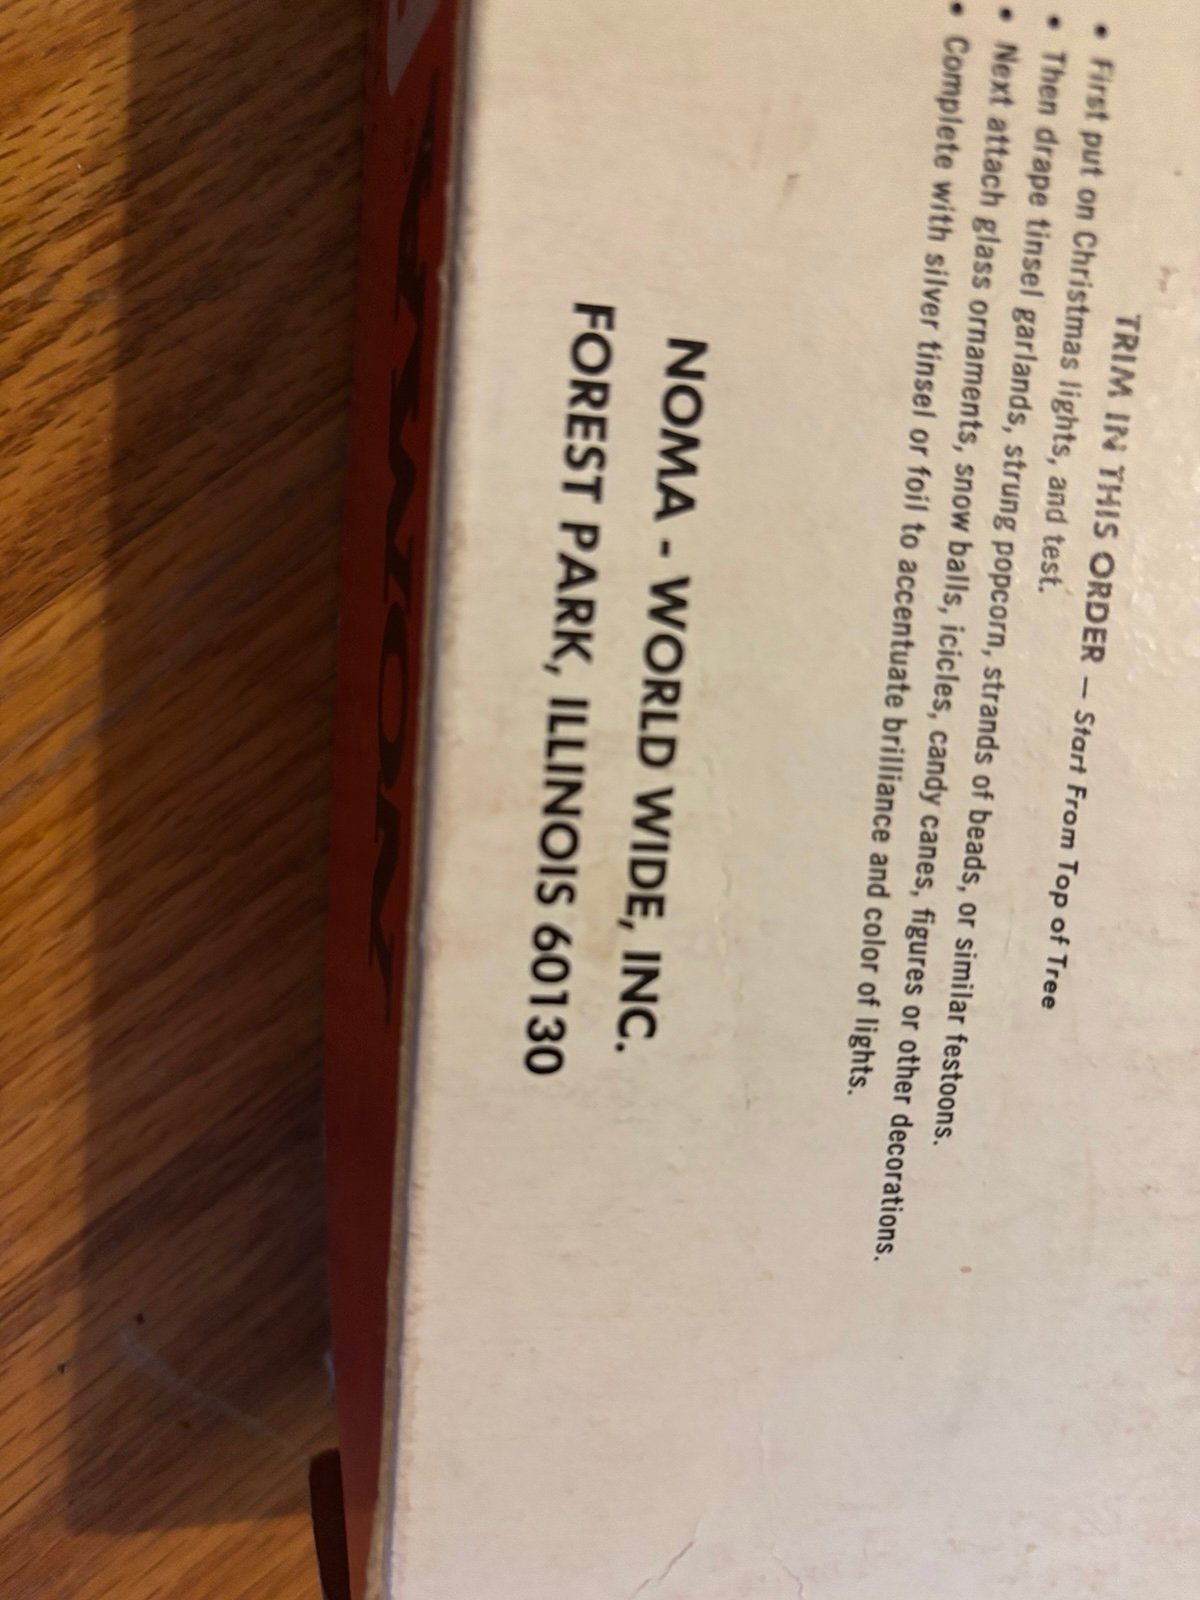 TRIM IN THIS ORDER — Start From Top of Tree
• First put on Christmas lights, and test.
• Then drape tinsel garlands, strung popcorn, strands of beads, or similar festoons.
• Next attach glass ornaments, snow balls, icicles, candy canes, figures or other decorations.
• Complete with silver tinsel or foil to accentuate brilliance and color of lights.
NOMA - WORLD WIDE, INC.
FOREST PARK, ILLINOIS 60130